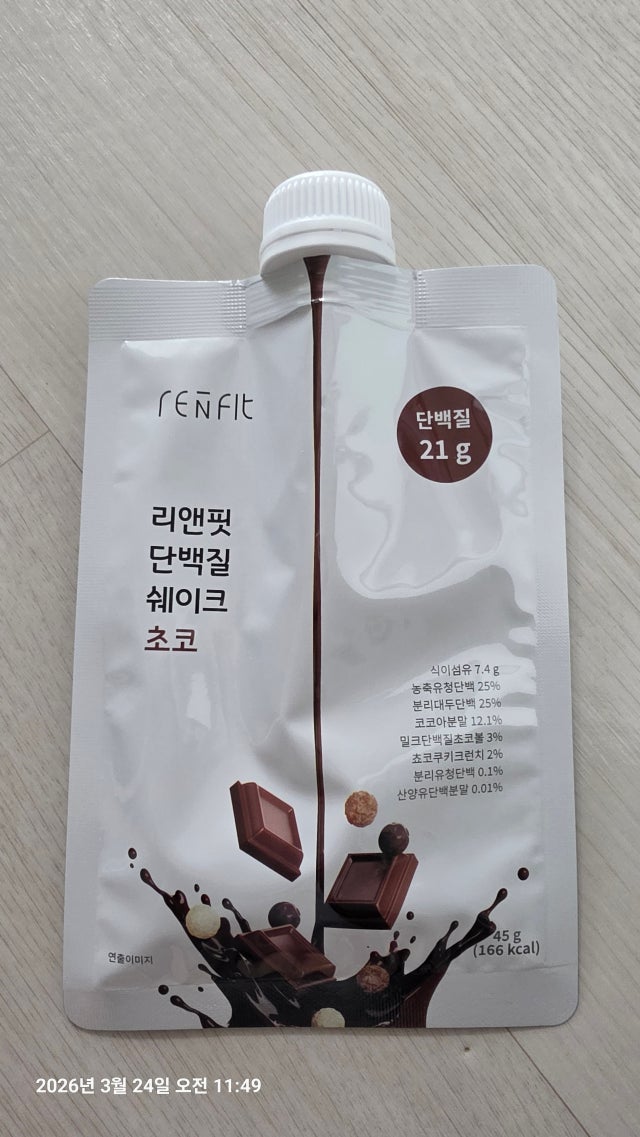 renfit
단백질
21 g
리앤핏
단백질
쉐이크
초코
식이섬유 7.4 g
농축유청단백 25%
분리대두단백 25%
코코아분말 12.1%
밀크단백질초코볼 3%
쵸코쿠키크런치 2%
분리유청단백 0.1%
산양유단백분말 0.01%
45 g
(166 kcal)
연출이미지
2026년 3월 24일 오전 11:49